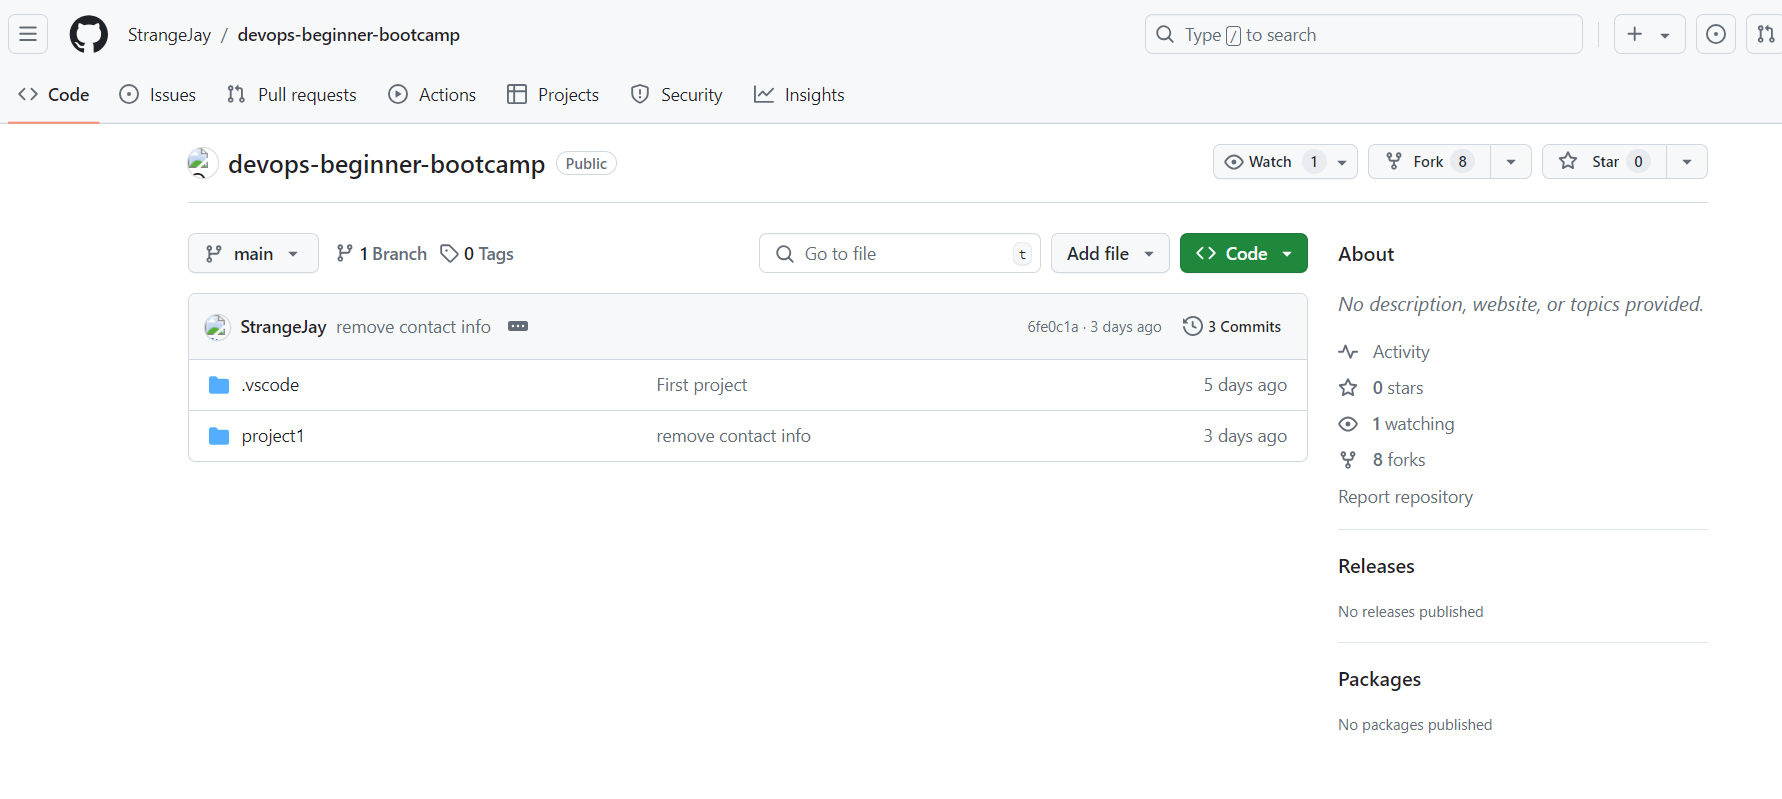 StrangeJay / devops-beginner-bootcamp
Type / to search
Code Issues Pull requests Actions Projects Security Insights
devops-beginner-bootcamp Public
Watch 1 Fork 8 Star 0
main 1 Branch 0 Tags Go to file t Add file Code
StrangeJay remove contact info 6fe0c1a · 3 days ago 3 Commits
.vscode First project 5 days ago
project1 remove contact info 3 days ago
About
No description, website, or topics provided.
Activity
0 stars
1 watching
8 forks
Report repository
Releases
No releases published
Packages
No packages published